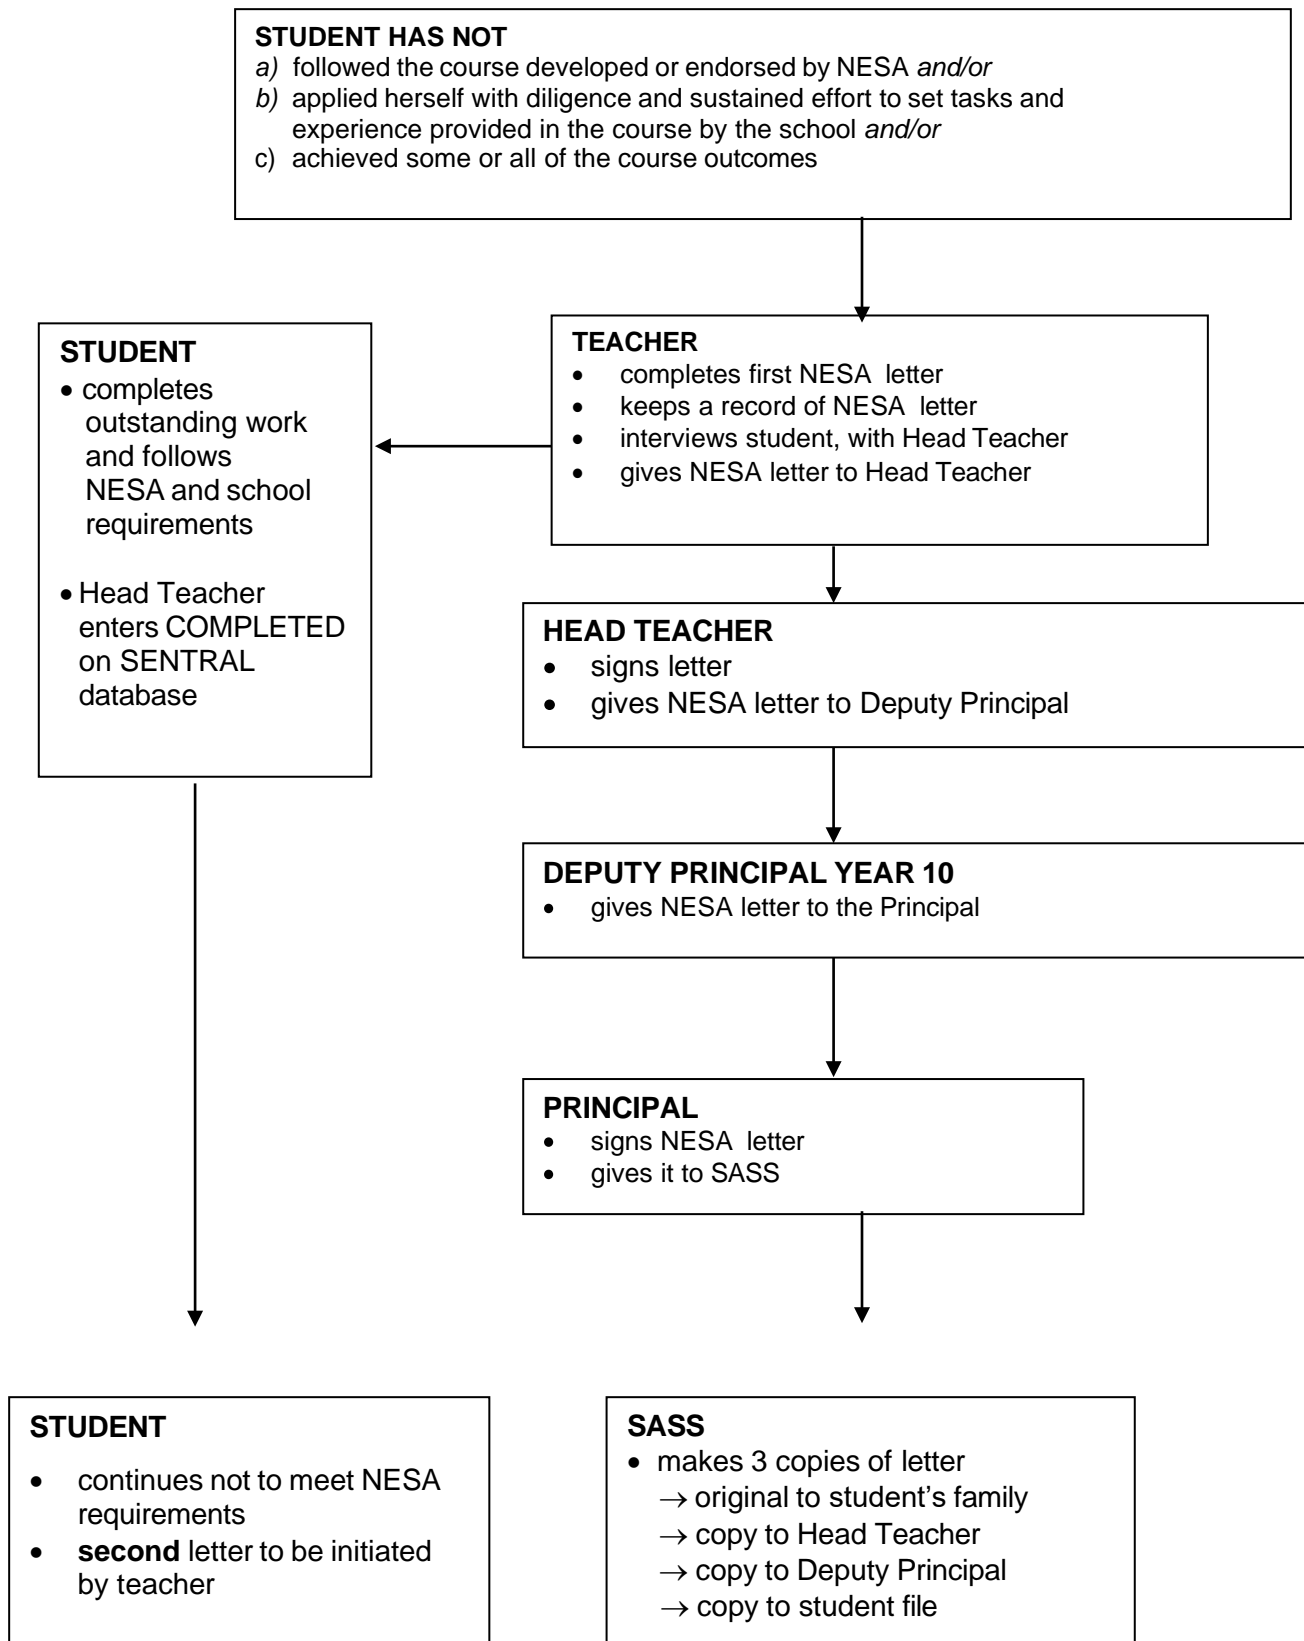 STUDENT HAS NOT
a) followed the course developed or endorsed by NESA and/or
b) applied herself with diligence and sustained effort to set tasks and
experience provided in the course by the school and/or
c) achieved some or all of the course outcomes
TEACHER
• completes first NESA letter
• keeps a record of NESA letter
• interviews student, with Head Teacher
• gives NESA letter to Head Teacher
STUDENT
• completes
outstanding work
and follows
NESA and school
requirements
• Head Teacher
enters COMPLETED
on SENTRAL
database
HEAD TEACHER
• signs letter
• gives NESA letter to Deputy Principal
DEPUTY PRINCIPAL YEAR 10
• gives NESA letter to the Principal
PRINCIPAL
• signs NESA letter
• gives it to SASS
STUDENT
• continues not to meet NESA
requirements
• second letter to be initiated
by teacher
SASS
• makes 3 copies of letter
→ original to student’s family
→ copy to Head Teacher
→ copy to Deputy Principal
→ copy to student file